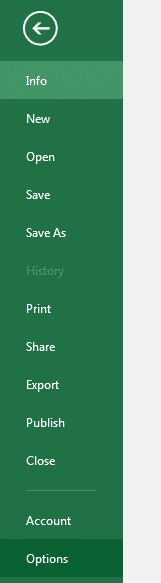 Info
New
Open
Save
Save As
History
Print
Share
Export
Publish
Close
Account
Options